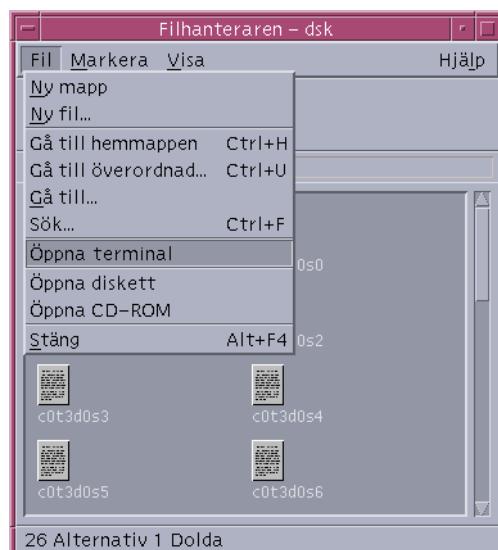 Filhanteraren – dsk
Fil Markera Visa Hjälp
Ny mapp
Ny fil...
Gå till hemmappen Ctrl+H
Gå till överordnad... Ctrl+U
Gå till...
Sök... Ctrl+F
Öppna terminal
0s0
Öppna diskett
Öppna CD-ROM
Stäng Alt+F4
0s2
c0t3d0s3 c0t3d0s4
c0t3d0s5 c0t3d0s6
26 Alternativ 1 Dolda